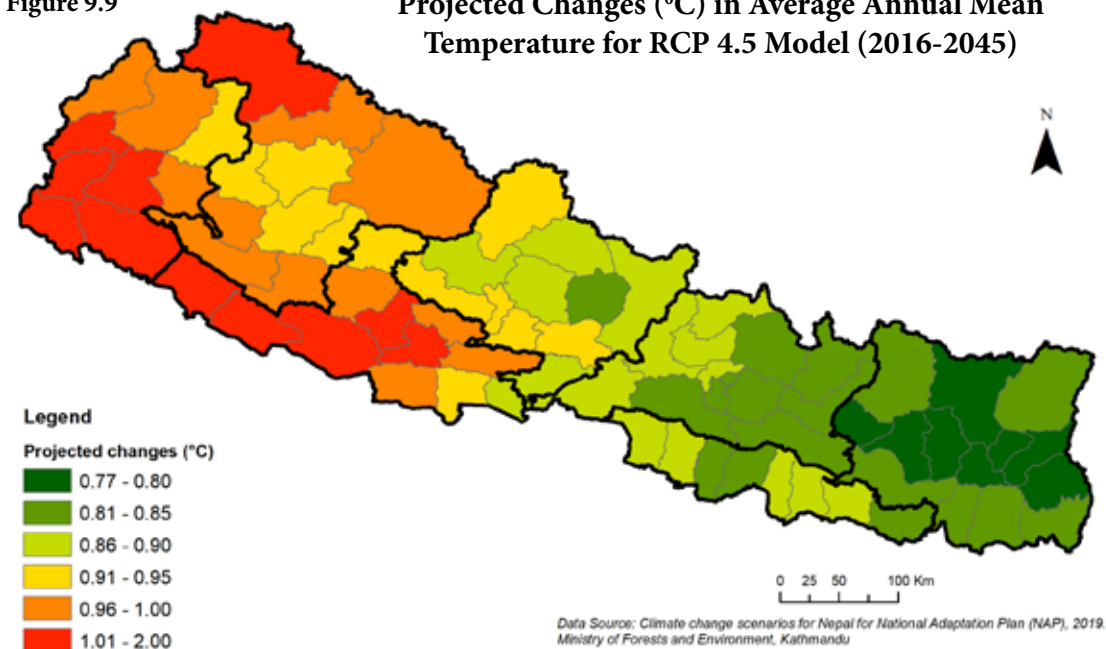 Figure 9.9
Projected Changes (°C) in Average Annual Mean
Temperature for RCP 4.5 Model (2016-2045)
N
Legend
Projected changes (°C)
0.77 - 0.80
0.81 - 0.85
0.86 - 0.90
0.91 - 0.95
0.96 - 1.00
1.01 - 2.00
0 25 50 100 Km
Data Source: Climate change scenarios for Nepal for National Adaptation Plan (NAP), 2019.
Ministry of Forests and Environment, Kathmandu